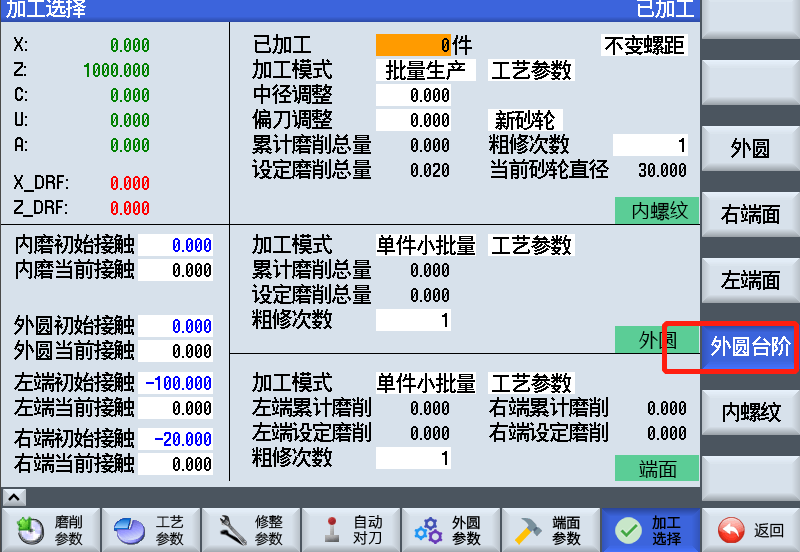 加工选择 已加工
X: 0.000
Z: 1000.000
C: 0.000
U: 0.000
A: 0.000
X_DRF: 0.000
Z_DRF: 0.000
已加工 0件 不变螺距
加工模式 批量生产 工艺参数
中径调整 0.000
偏刀调整 0.000 新砂轮
累计磨削总量 0.000 粗修次数 1
设定磨削总量 0.020 当前砂轮直径 30.000
内螺纹
内磨初始接触 0.000
内磨当前接触 0.000
外圆初始接触 0.000
外圆当前接触 0.000
左端初始接触 -100.000
左端当前接触 0.000
右端初始接触 -20.000
右端当前接触 0.000
加工模式 单件小批量 工艺参数
累计磨削总量 0.000
设定磨削总量 0.000
粗修次数 1
外圆
加工模式 单件小批量 工艺参数
左端累计磨削 0.000 右端累计磨削 0.000
左端设定磨削 0.000 右端设定磨削 0.000
粗修次数 1
端面
外圆
右端面
左端面
外圆台阶
内螺纹
磨削
参数
工艺
参数
修整
参数
自动
对刀
外圆
参数
端面
参数
加工
选择
返回